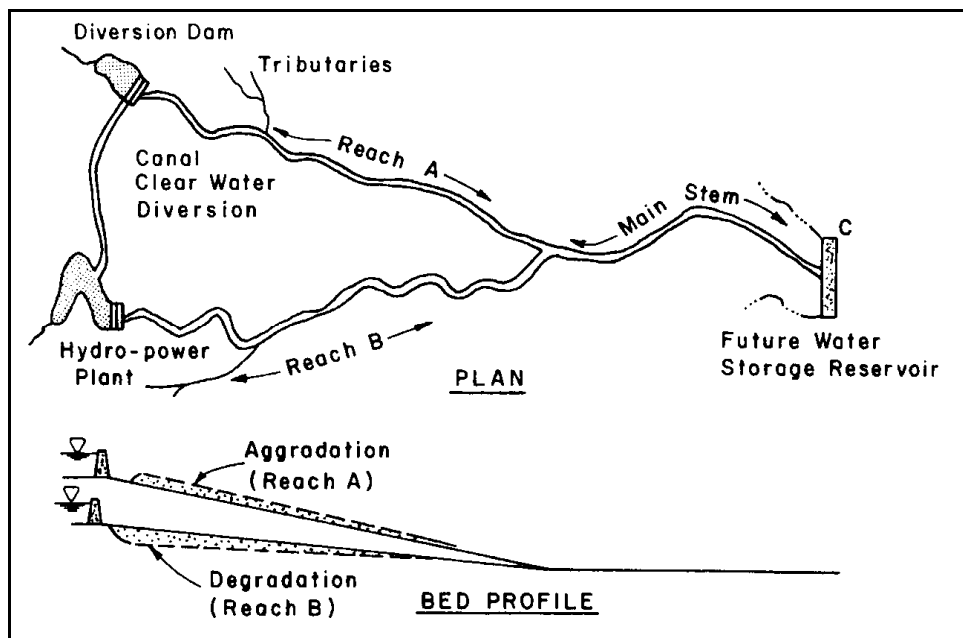 Diversion Dam
Tributaries
Reach A
Canal
Clear Water
Diversion
Main Stem
C
Hydro-power
Plant
Reach B
PLAN
Future Water
Storage Reservoir
Aggradation
(Reach A)
Degradation
(Reach B)
BED PROFILE